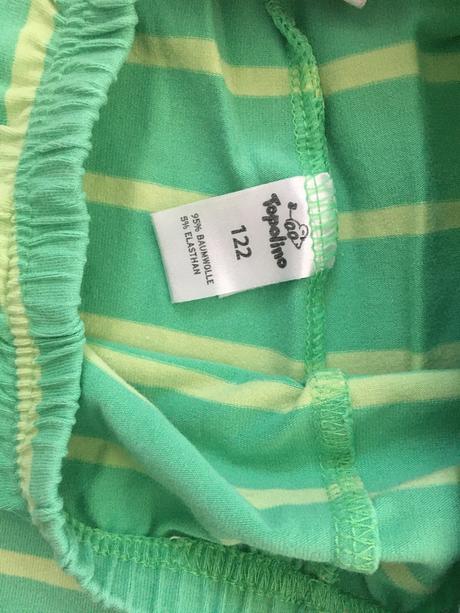 Topolino
122
95% BAUMWOLLE
5% ELASTHAN